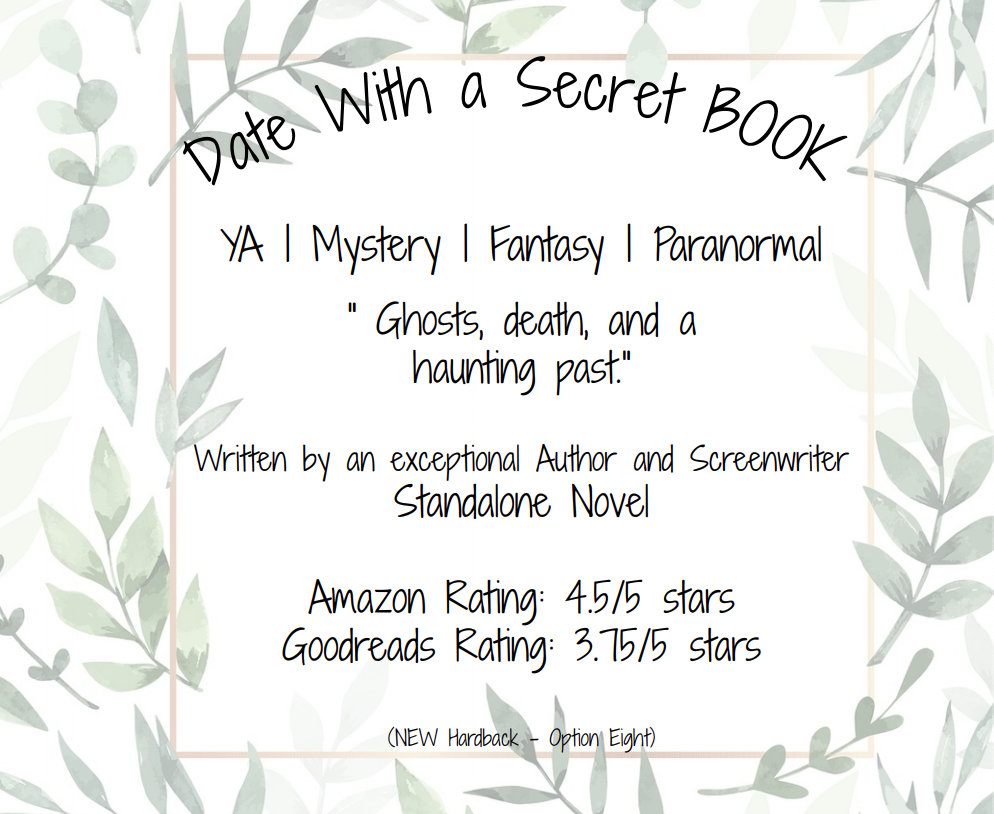 Date With a Secret BOOK
YA | Mystery | Fantasy | Paranormal
" Ghosts, death, and a
haunting past."
Written by an exceptional Author and Screenwriter
Standalone Novel
Amazon Rating: 4.5/5 stars
Goodreads Rating: 3.75/5 stars
(NEW Hardback - Option Eight)